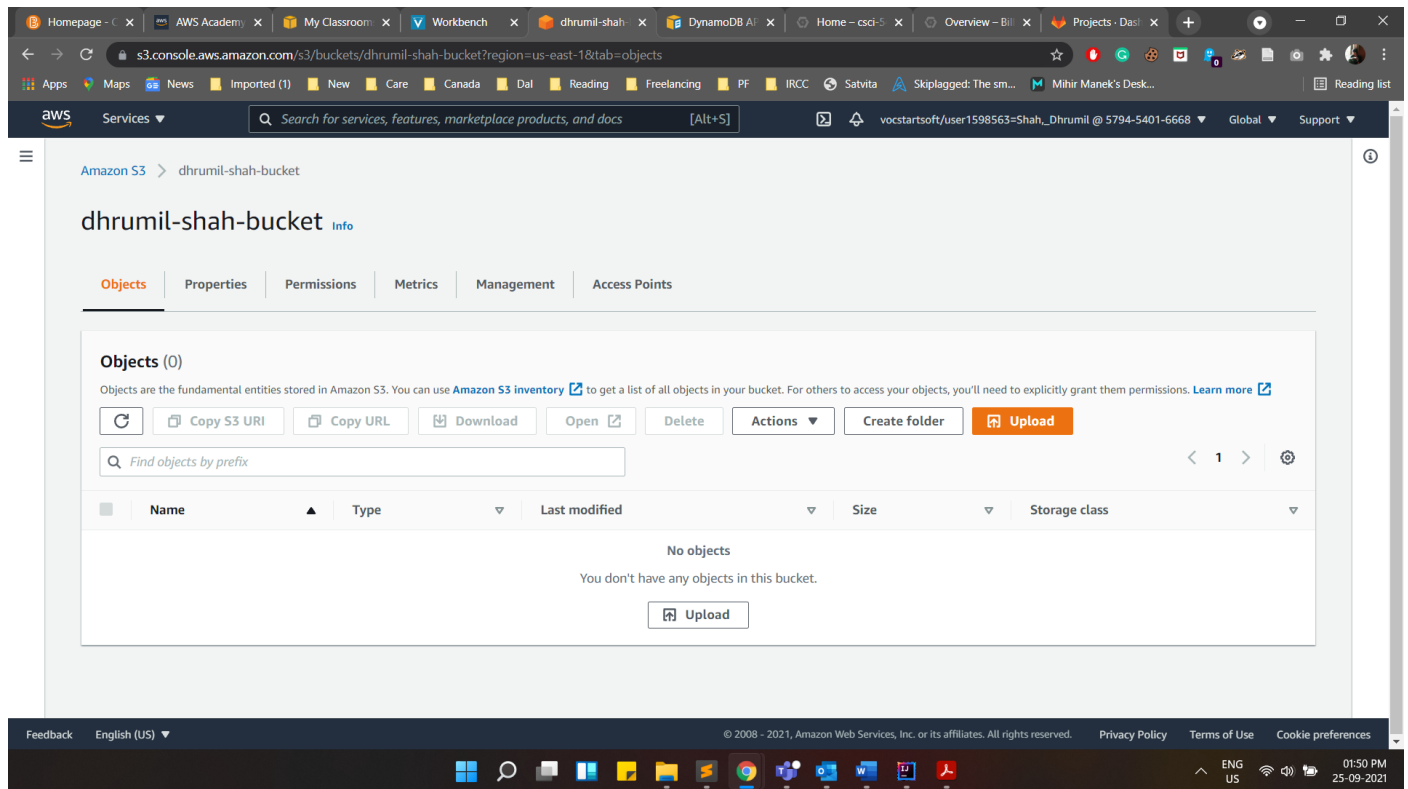 Homepage - C
AWS Academy
My Classroom
Workbench
dhrumil-shah-
DynamoDB AP
Home – csci-5
Overview – Bil
Projects · Dash
s3.console.aws.amazon.com/s3/buckets/dhrumil-shah-bucket?region=us-east-1&tab=objects
Apps Maps News Imported (1) New Care Canada Dal Reading Freelancing PF IRCC Satvita Skiplagged: The sm... Mihir Manek's Desk... Reading list
aws Services ▼ Search for services, features, marketplace products, and docs [Alt+S] vocstartsoft/user1598563=Shah,_Dhrumil @ 5794-5401-6668 ▼ Global ▼ Support ▼
Amazon S3 > dhrumil-shah-bucket
dhrumil-shah-bucket Info
Objects Properties Permissions Metrics Management Access Points
Objects (0)
Objects are the fundamental entities stored in Amazon S3. You can use Amazon S3 inventory to get a list of all objects in your bucket. For others to access your objects, you'll need to explicitly grant them permissions. Learn more
Copy S3 URI Copy URL Download Open Delete Actions ▼ Create folder Upload
Find objects by prefix < 1 >
Name Type Last modified Size Storage class
No objects
You don't have any objects in this bucket.
Upload
Feedback English (US) ▼ © 2008 - 2021, Amazon Web Services, Inc. or its affiliates. All rights reserved. Privacy Policy Terms of Use Cookie preferences
ENG
US
01:50 PM
25-09-2021